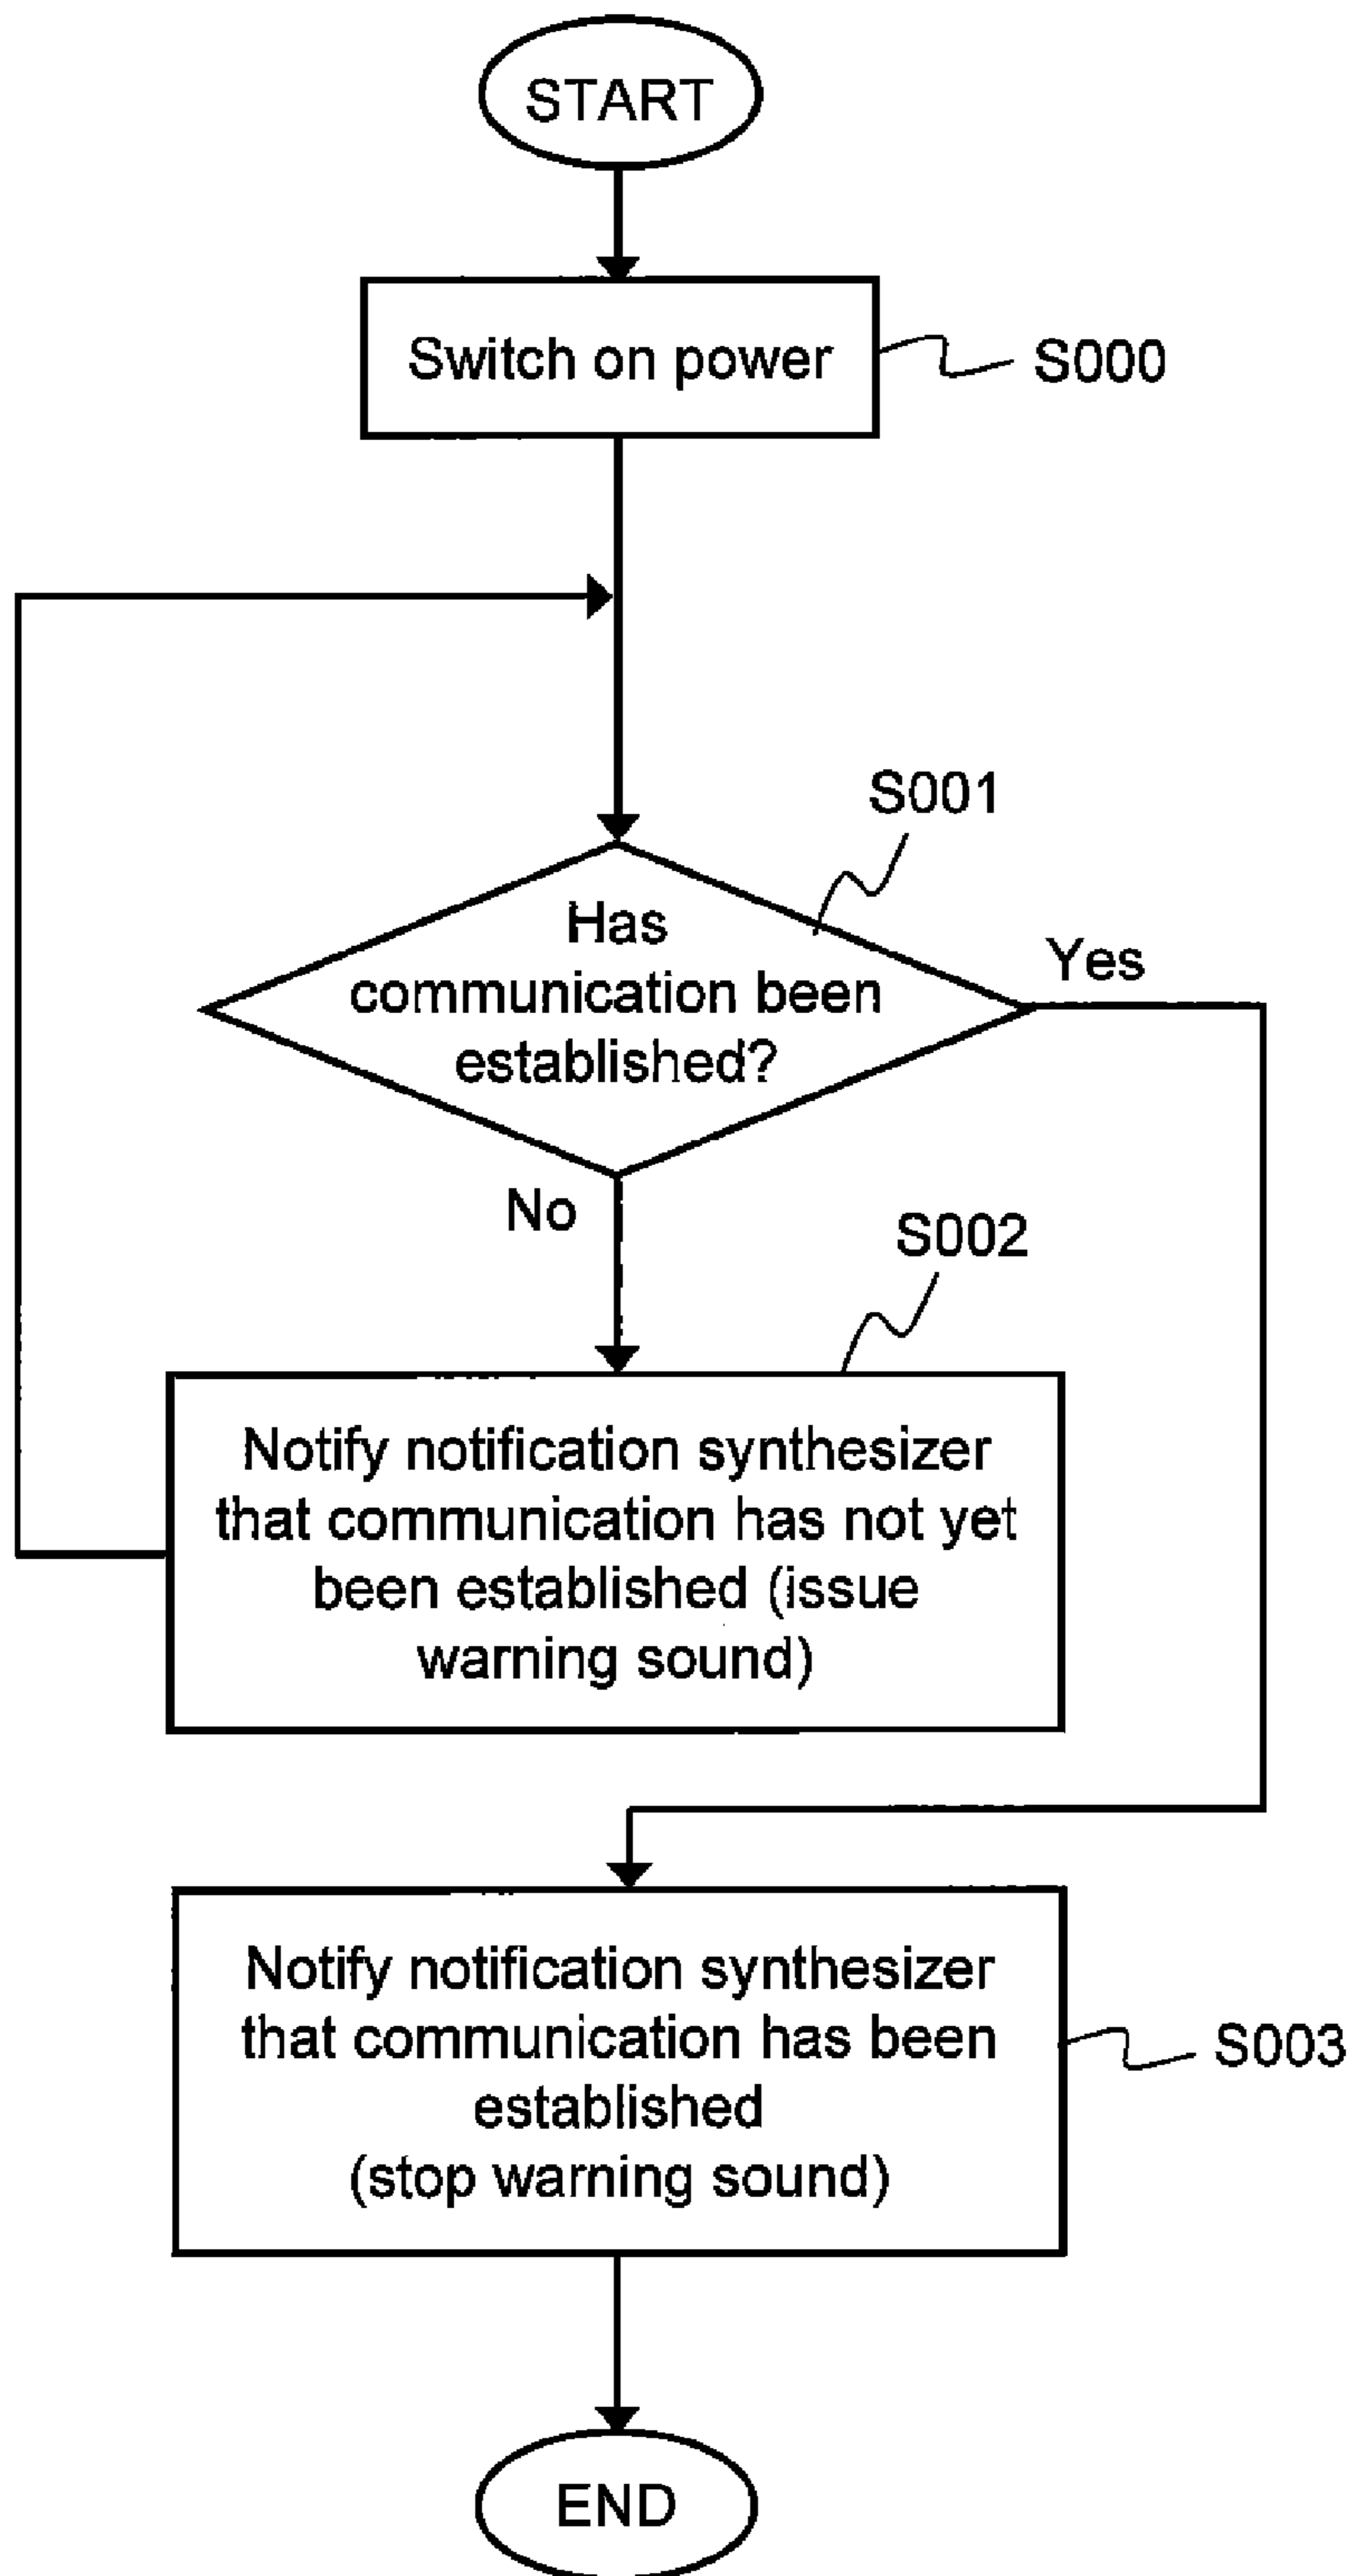 START
Switch on power
S000
S001
Has
communication been
established?
Yes
No
S002
Notify notification synthesizer
that communication has not yet
been established (issue
warning sound)
Notify notification synthesizer
that communication has been
established
(stop warning sound)
S003
END